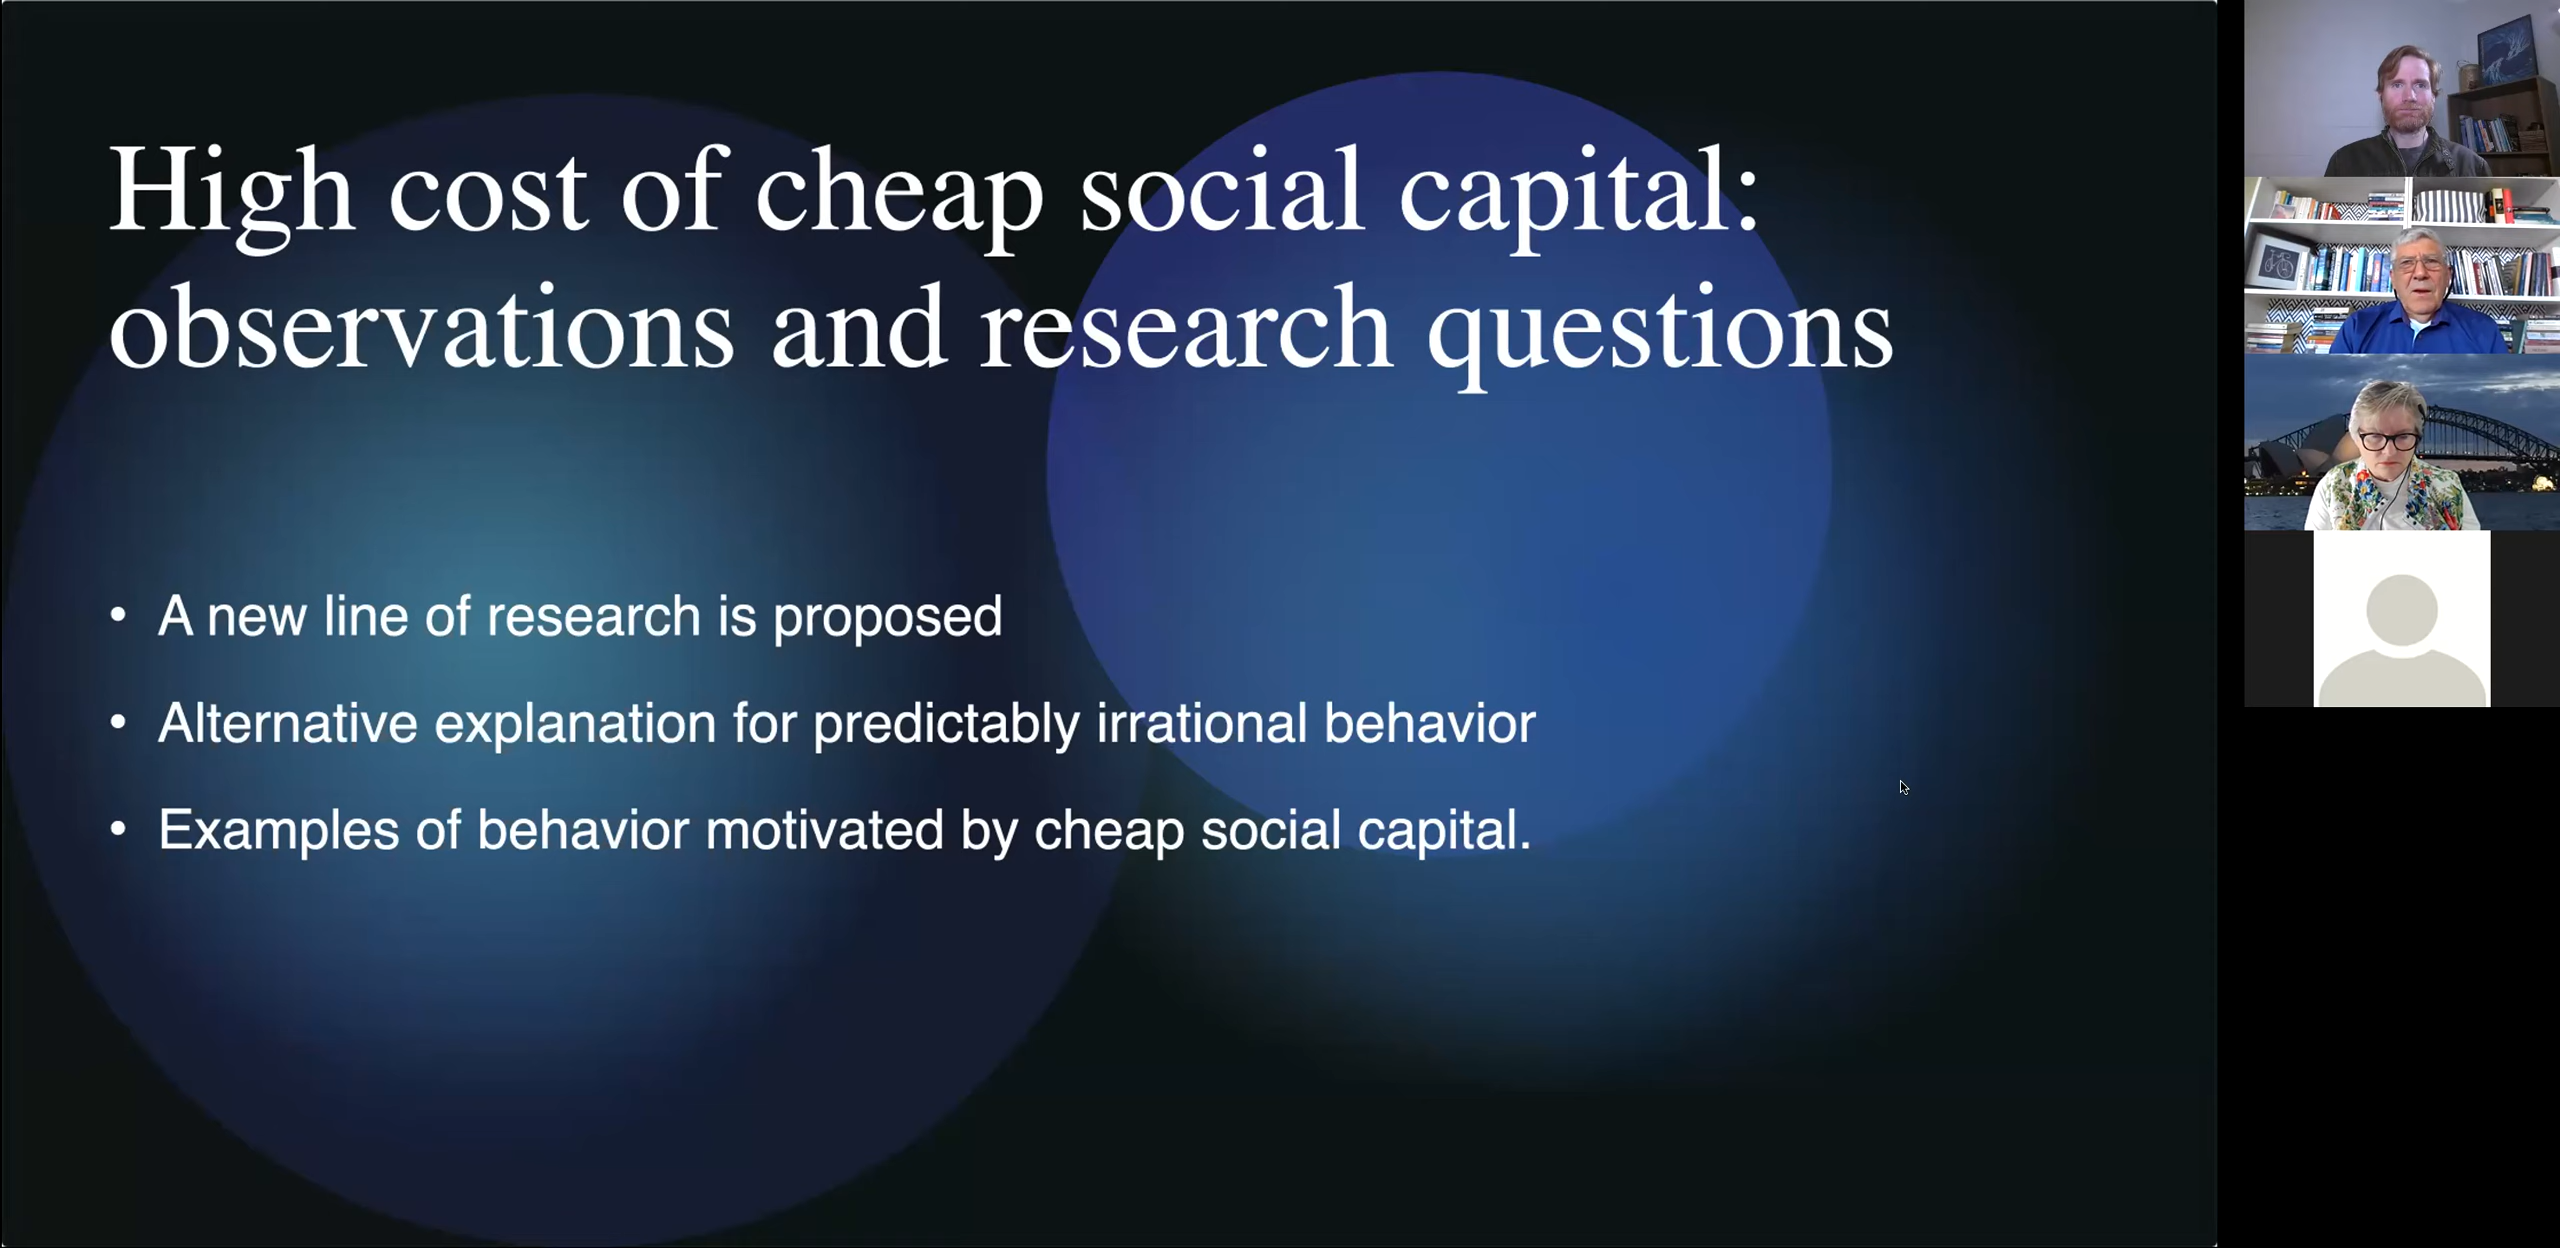 High cost of cheap social capital:
observations and research questions
• A new line of research is proposed
• Alternative explanation for predictably irrational behavior
• Examples of behavior motivated by cheap social capital.